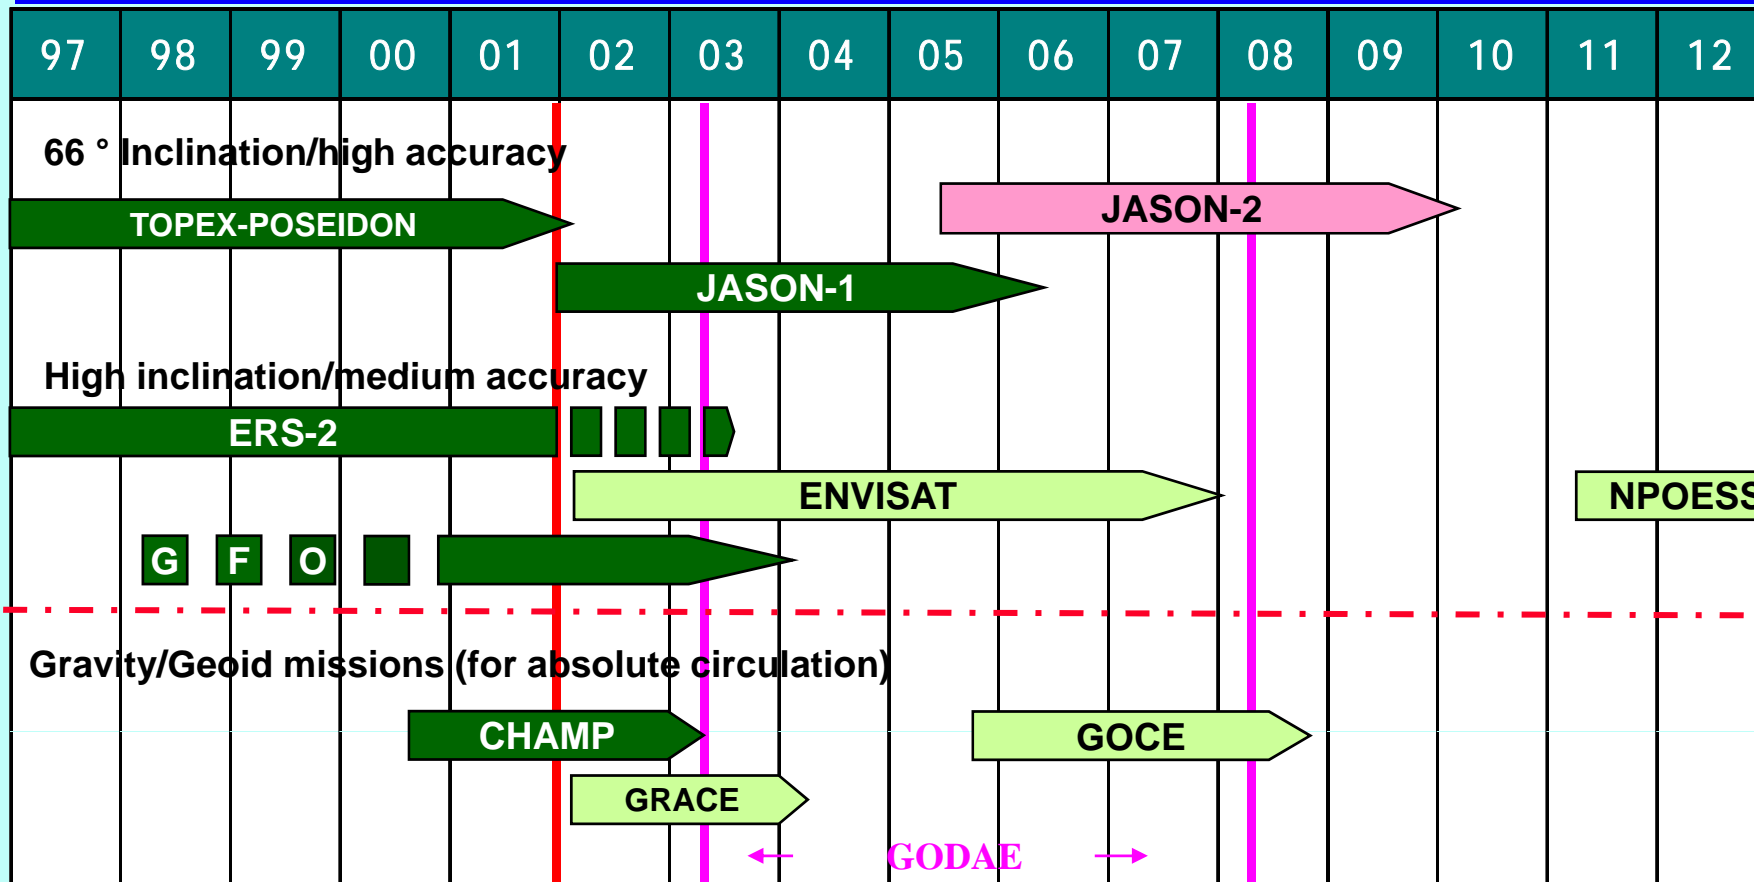 97 98 99 00 01 02 03 04 05 06 07 08 09 10 11 12
66 ° Inclination/high accuracy
JASON-2
TOPEX-POSEIDON
JASON-1
High inclination/medium accuracy
ERS-2
ENVISAT
NPOESS
G F O
Gravity/Geoid missions (for absolute circulation)
CHAMP
GOCE
GRACE
GODAE